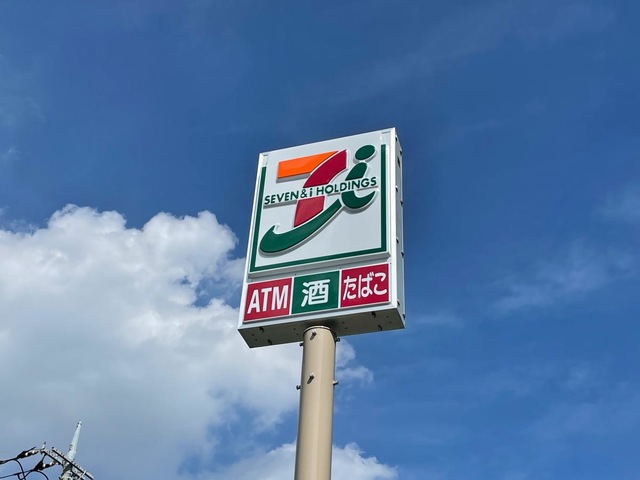 SEVEN & i HOLDINGS
ATM 酒 たばこ